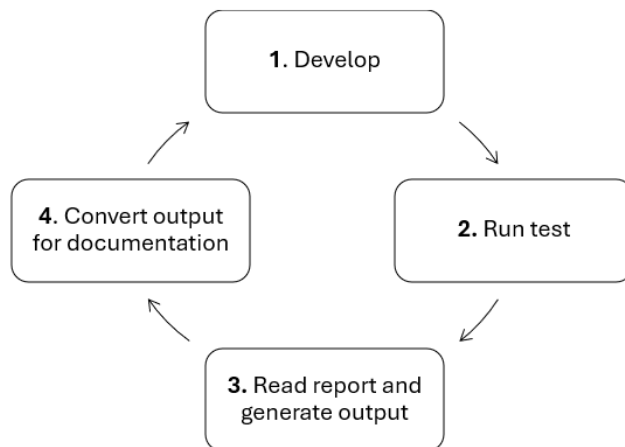 1. Develop
2. Run test
3. Read report and
generate output
4. Convert output
for documentation